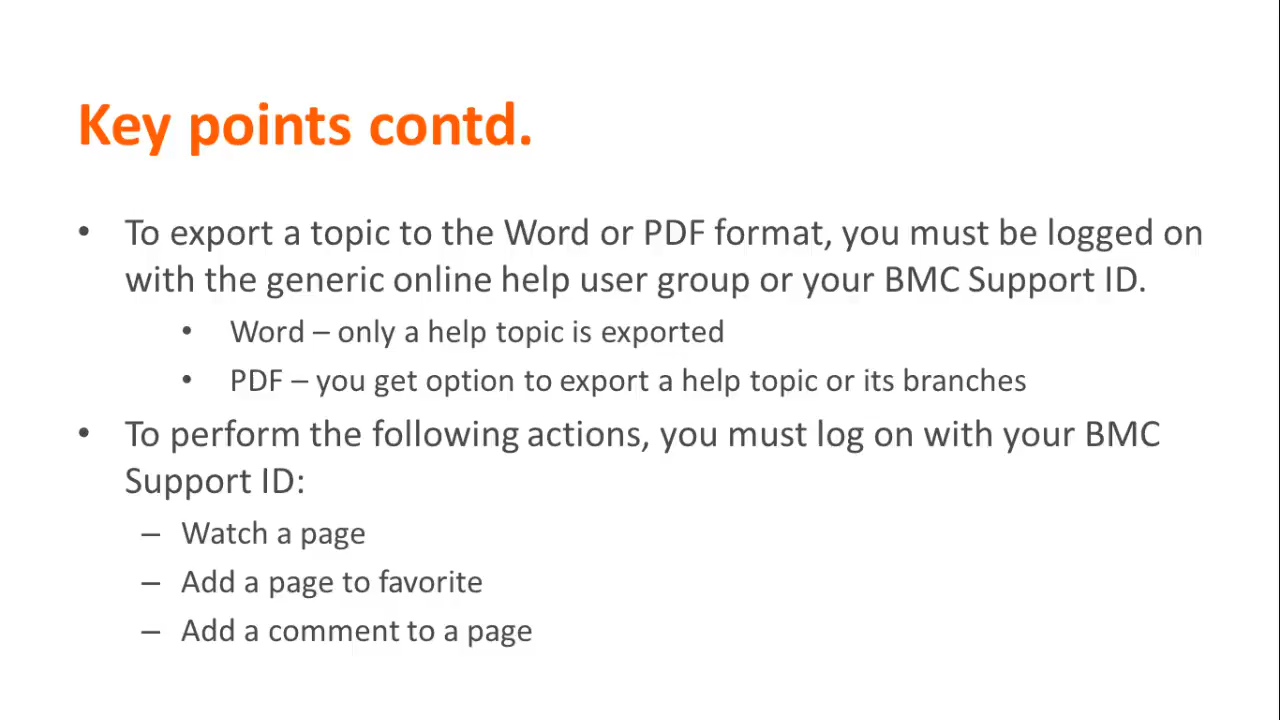 Key points contd.
• To export a topic to the Word or PDF format, you must be logged on
with the generic online help user group or your BMC Support ID.
• Word – only a help topic is exported
• PDF – you get option to export a help topic or its branches
• To perform the following actions, you must log on with your BMC
Support ID:
– Watch a page
– Add a page to favorite
– Add a comment to a page